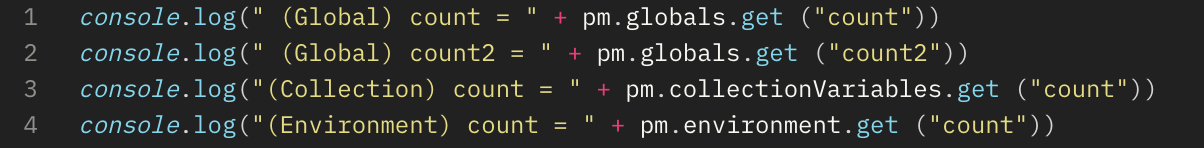 1 console.log(" (Global) count = " + pm.globals.get ("count"))
2 console.log(" (Global) count2 = " + pm.globals.get ("count2"))
3 console.log("(Collection) count = " + pm.collectionVariables.get ("count"))
4 console.log("(Environment) count = " + pm.environment.get ("count"))